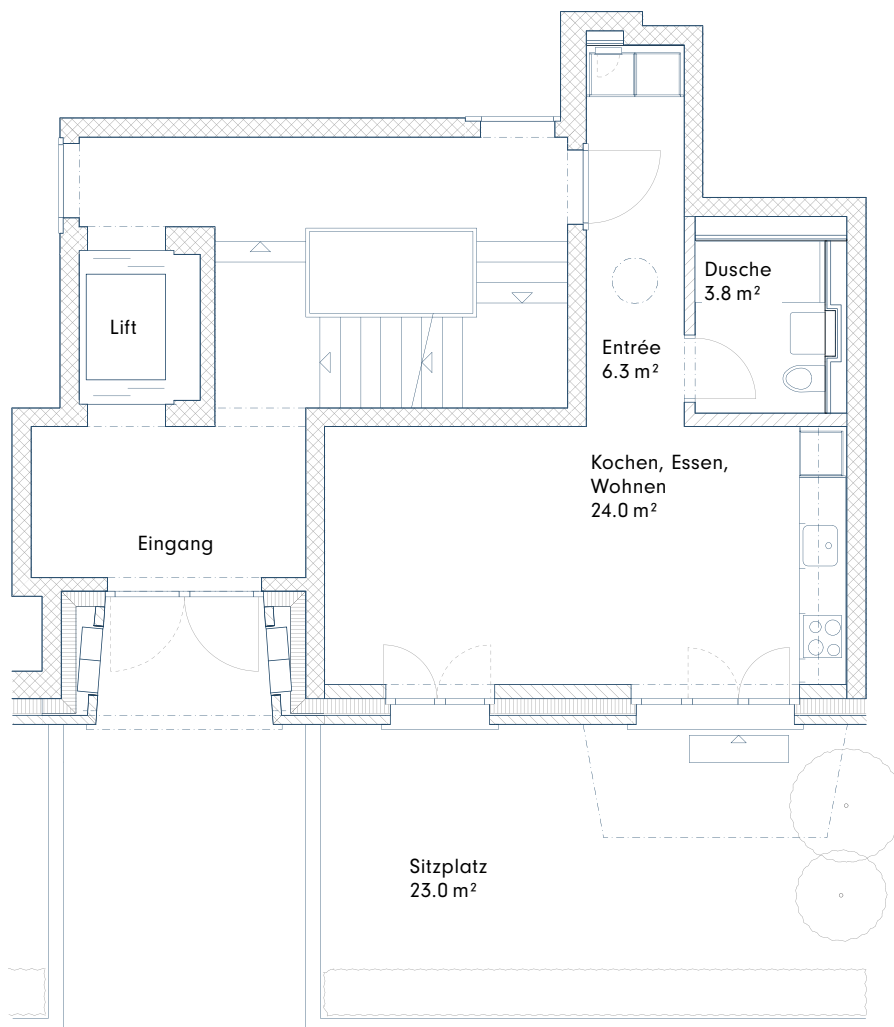 Dusche
3.8 m²
Lift
Entrée
6.3 m²
Kochen, Essen,
Wohnen
24.0 m²
Eingang
Sitzplatz
23.0 m²